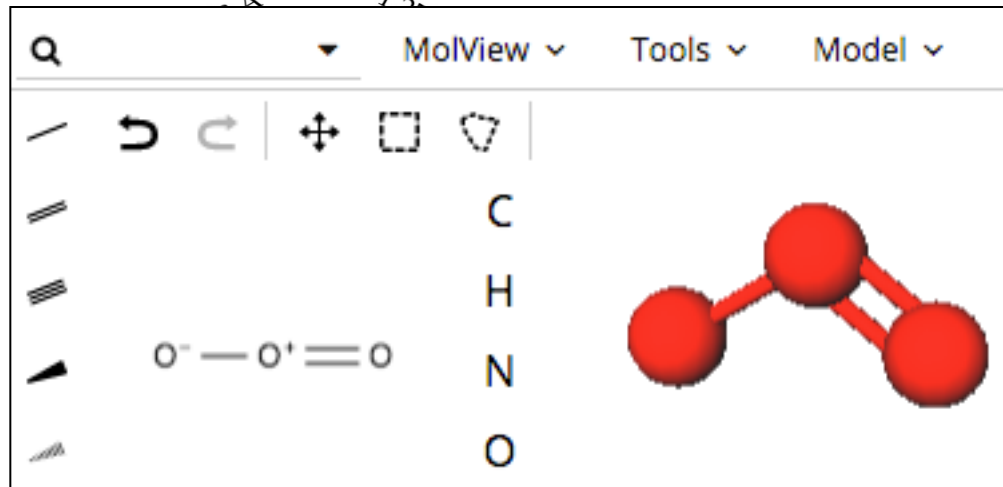 MolView Tools Model
C
H
O⁻ — O⁺ = O N
O